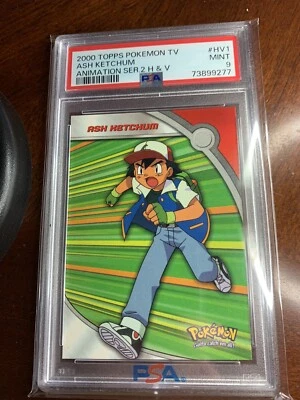 2000 TOPPS POKEMON TV #HV1
ASH KETCHUM MINT
ANIMATION SER 2 H & V 9
PSA 73899277
ASH KETCHUM
POKéMON
PSA